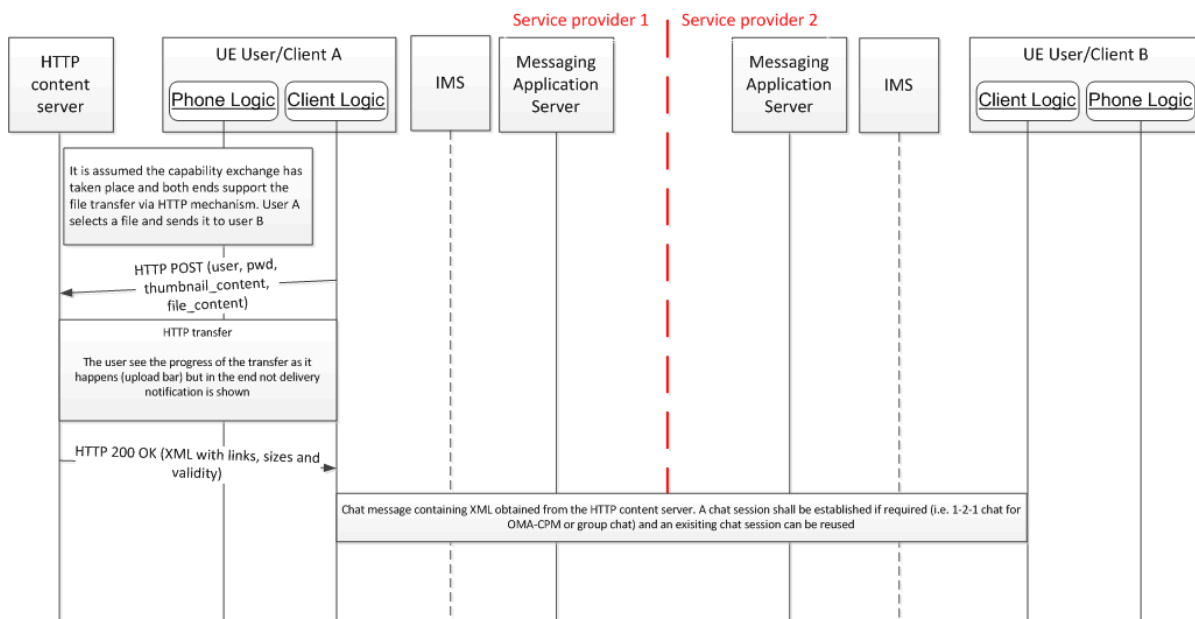 Service provider 1
Service provider 2
HTTP
content
server
UE User/Client A
Phone Logic
Client Logic
IMS
Messaging
Application
Server
Messaging
Application
Server
IMS
UE User/Client B
Client Logic
Phone Logic
It is assumed the capability exchange has
taken place and both ends support the
file transfer via HTTP mechanism. User A
selects a file and sends it to user B
HTTP POST (user, pwd,
thumbnail_content,
file_content)
HTTP transfer
The user see the progress of the transfer as it
happens (upload bar) but in the end not delivery
notification is shown
HTTP 200 OK (XML with links, sizes and
validity)
Chat message containing XML obtained from the HTTP content server. A chat session shall be established if required (i.e. 1-2-1 chat for
OMA-CPM or group chat) and an exisiting chat session can be reused